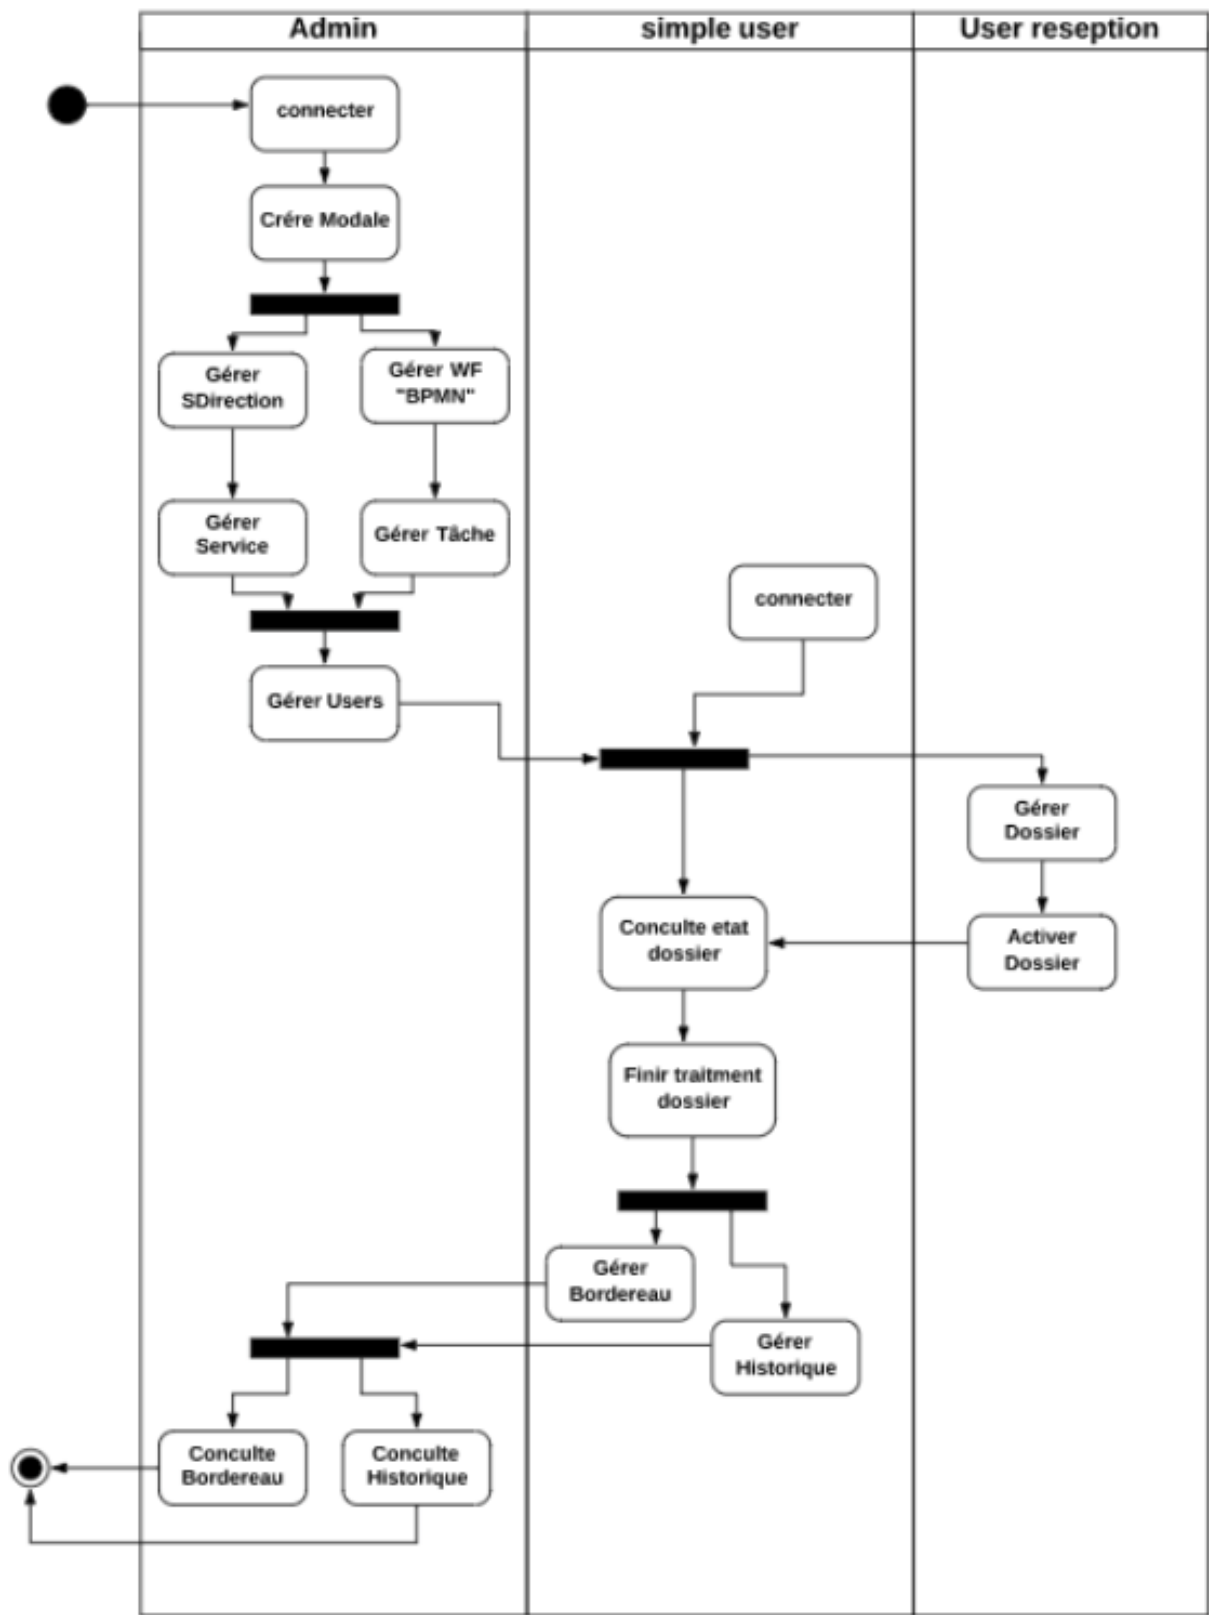 Admin
simple user
User reseption
connecter
Crére Modale
Gérer
SDirection
Gérer WF
"BPMN"
Gérer
Service
Gérer Tâche
connecter
Gérer Users
Gérer
Dossier
Conculte etat
dossier
Activer
Dossier
Finir traitment
dossier
Gérer
Bordereau
Gérer
Historique
Conculte
Bordereau
Conculte
Historique